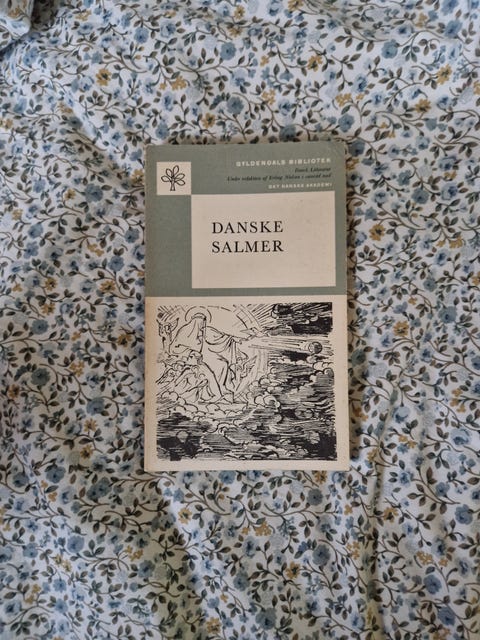 GYLDENDALS BIBLIOTEK
Dansk Litteratur
Under redaktion af Erling Nielsen i samråd med
DET DANSKE AKADEMI
DANSKE
SALMER